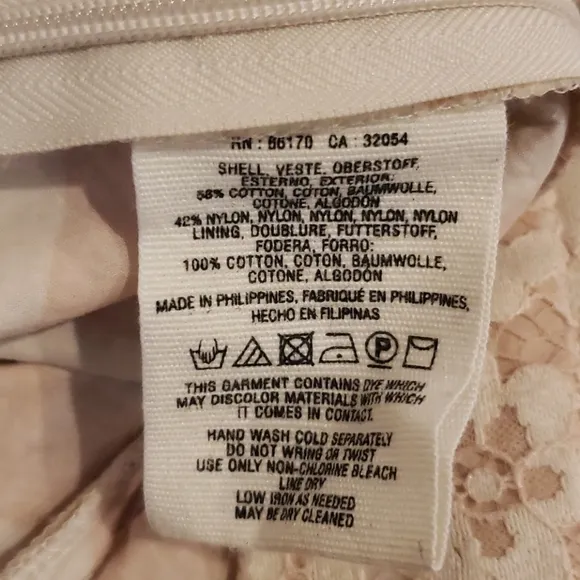 RN : 86170 CA : 32054
SHELL, VESTE, OBERSTOFF,
ESTERNO, EXTERIOR:
58% COTTON, COTON, BAUMWOLLE,
COTONE, ALGODÓN
42% NYLON, NYLON, NYLON, NYLON, NYLON
LINING, DOUBLURE, FUTTERSTOFF,
FODERA, FORRO:
100% COTTON, COTON, BAUMWOLLE,
COTONE, ALGODÓN
MADE IN PHILIPPINES, FABRIQUÉ EN PHILIPPINES,
HECHO EN FILIPINAS
P
THIS GARMENT CONTAINS DYE WHICH
MAY DISCOLOR MATERIALS WITH WHICH
IT COMES IN CONTACT.
HAND WASH COLD SEPARATELY
DO NOT WRING OR TWIST
USE ONLY NON-CHLORINE BLEACH
LINE DRY
LOW IRON AS NEEDED
MAY BE DRY CLEANED